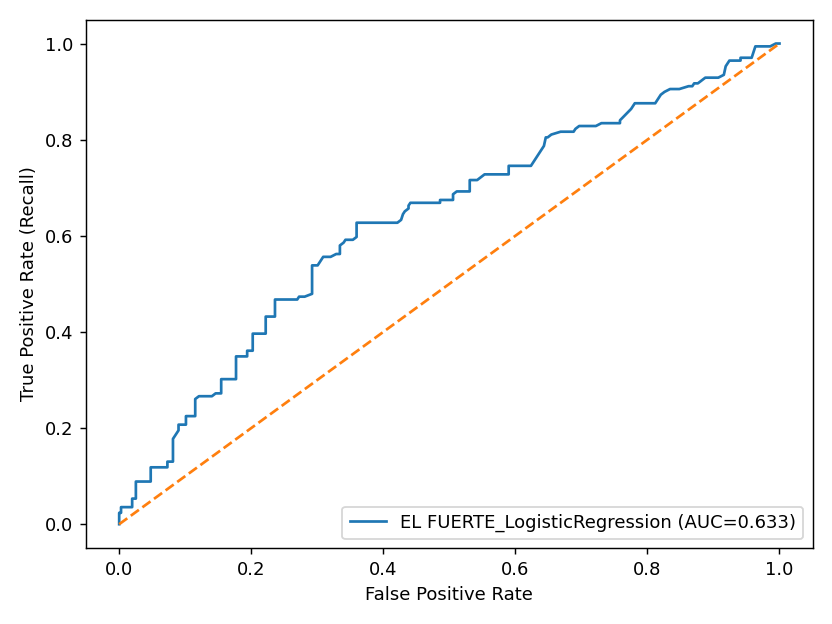 1.0
0.8
0.6
0.4
0.2
0.0
True Positive Rate (Recall)
EL FUERTE_LogisticRegression (AUC=0.633)
0.0 0.2 0.4 0.6 0.8 1.0
False Positive Rate